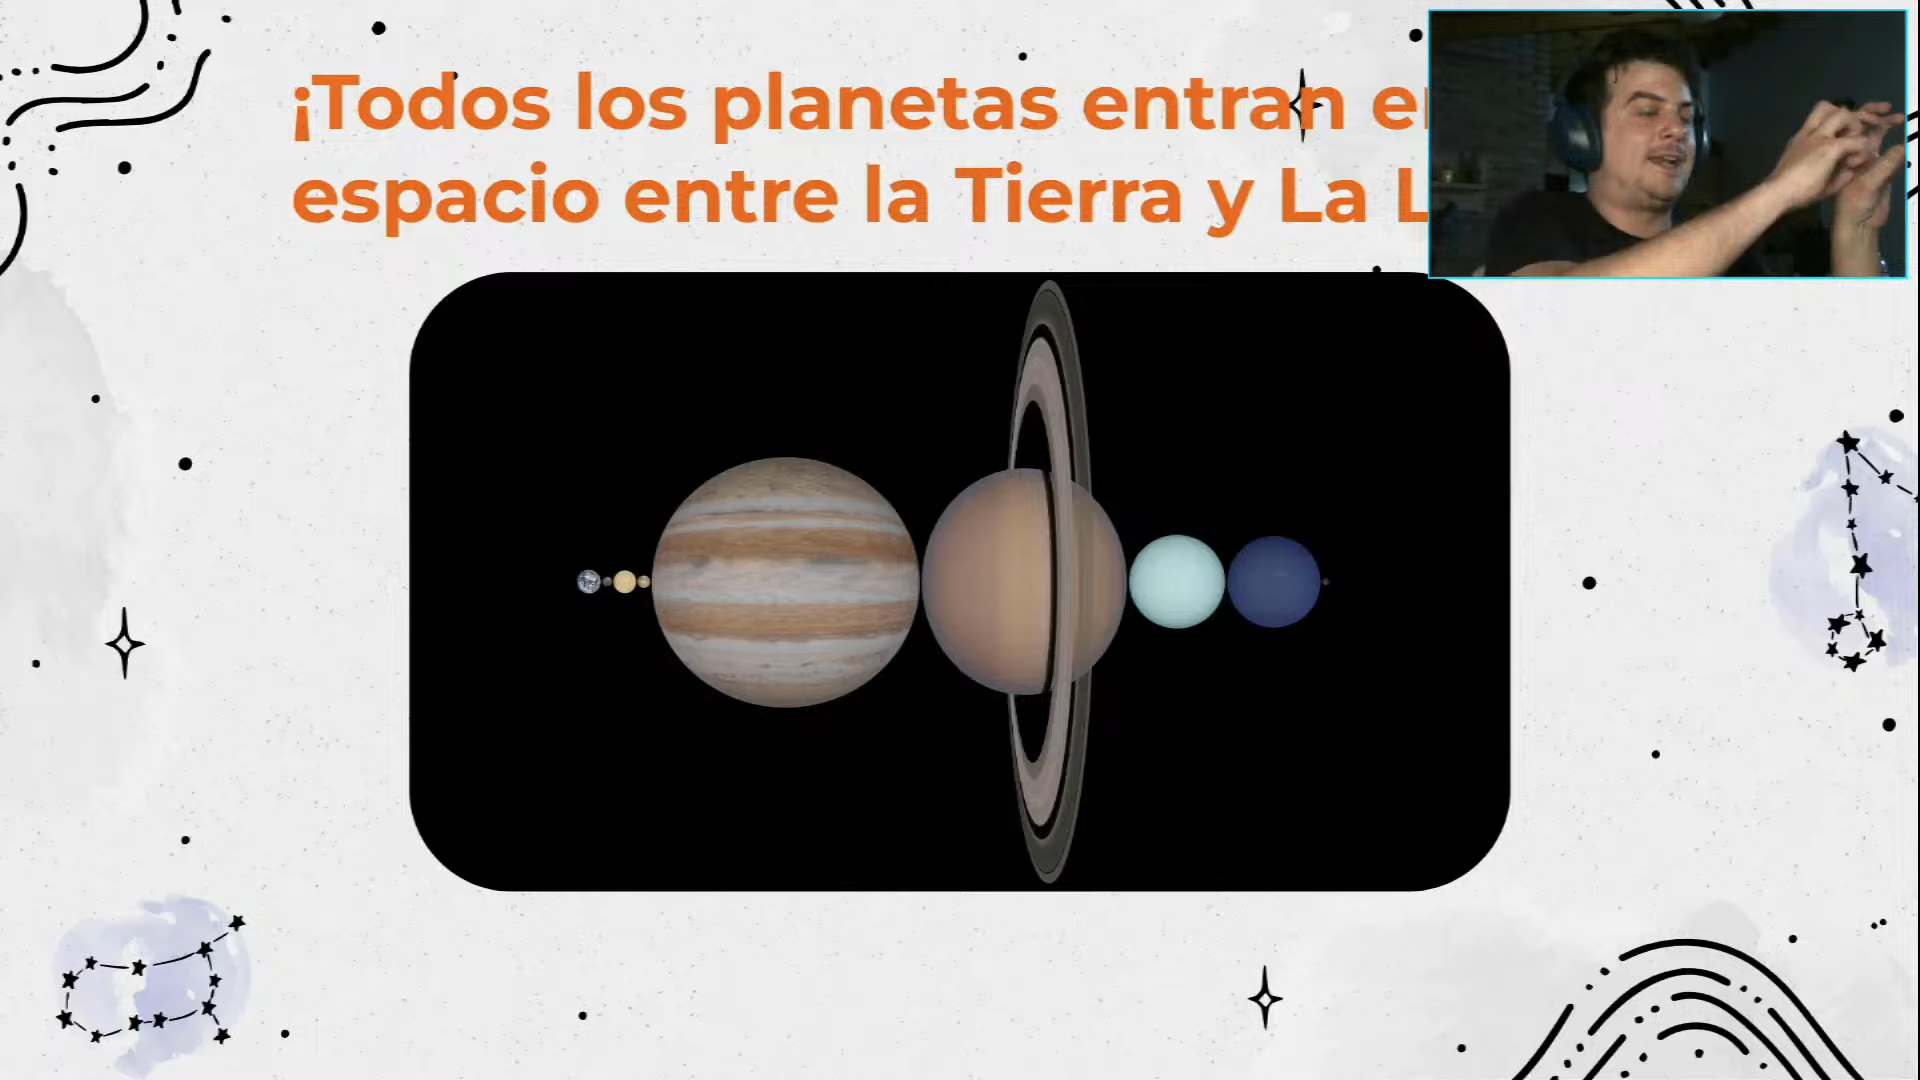 ¡Todos los planetas entran
espacio entre la Tierra y La